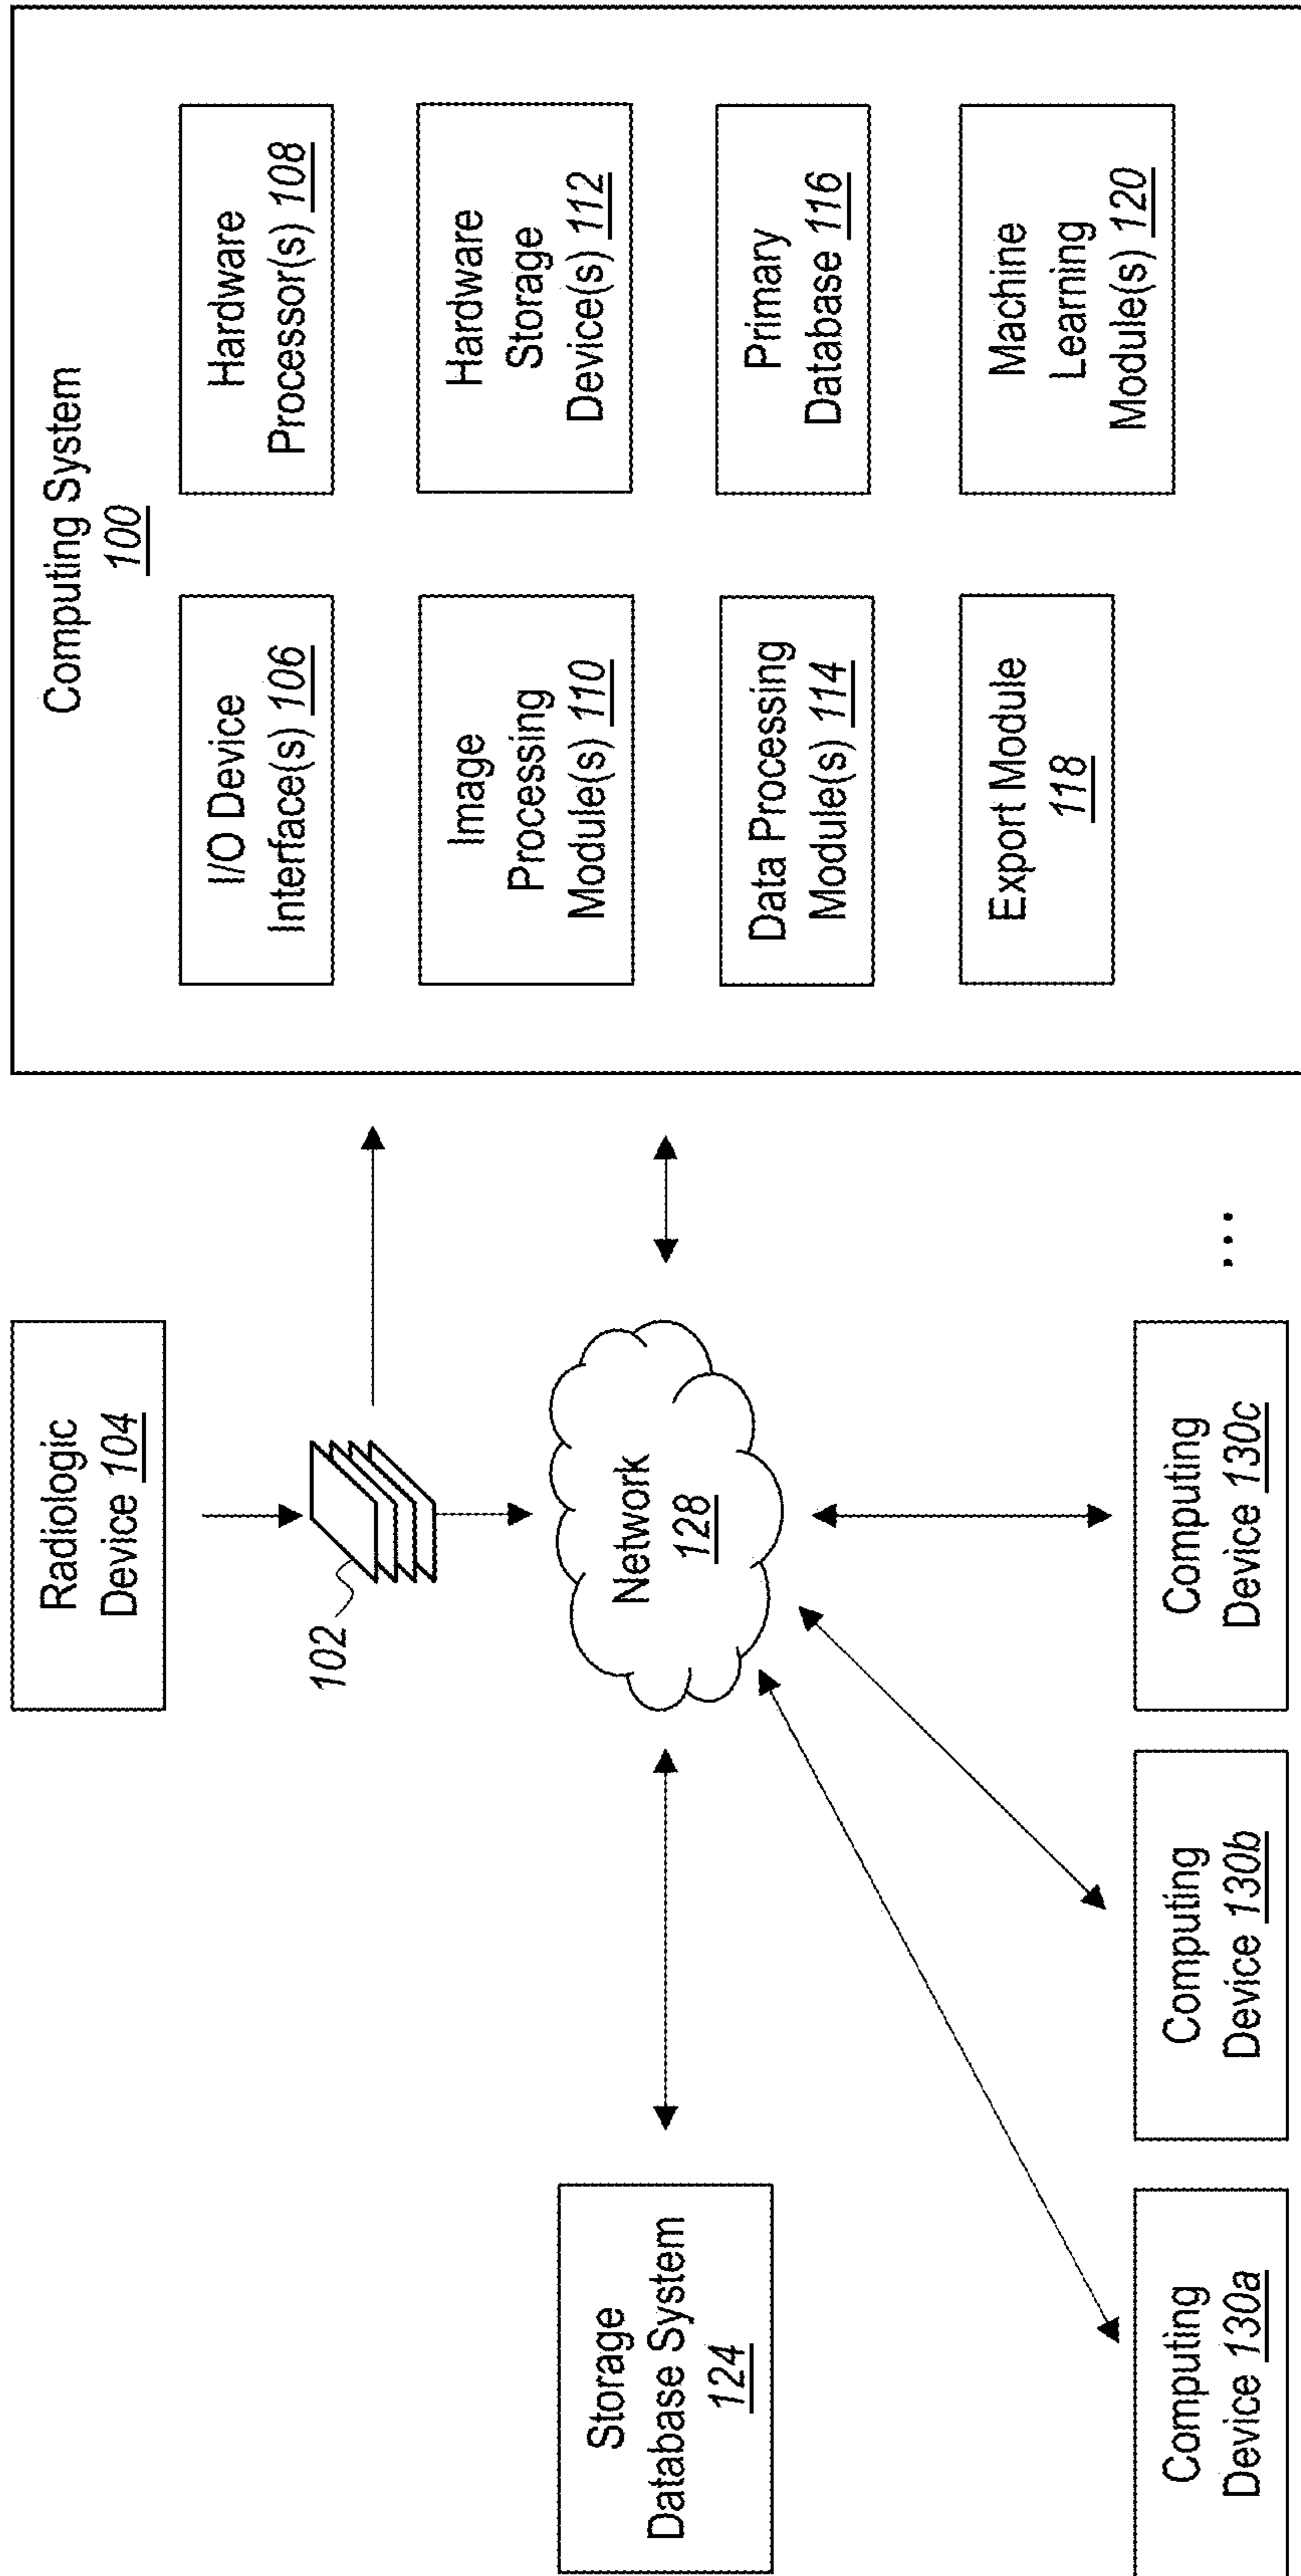 Radiologic
Device 104
102
Storage
Database System
124
Network
128
Computing
Device 130a
Computing
Device 130b
Computing
Device 130c
...
Computing System
100
I/O Device
Interface(s) 106
Hardware
Processor(s) 108
Image
Processing
Module(s) 110
Hardware
Storage
Device(s) 112
Data Processing
Module(s) 114
Primary
Database 116
Export Module
118
Machine
Learning
Module(s) 120